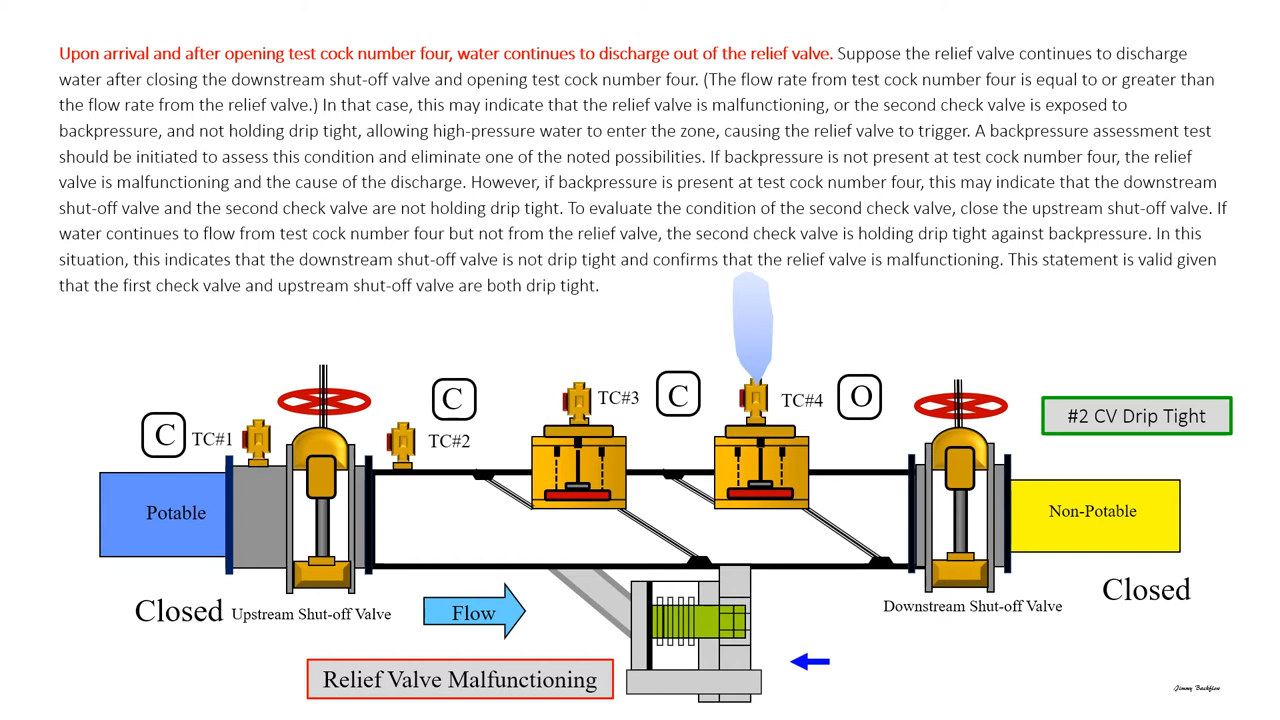 Upon arrival and after opening test cock number four, water continues to discharge out of the relief valve. Suppose the relief valve continues to discharge
water after closing the downstream shut-off valve and opening test cock number four. (The flow rate from test cock number four is equal to or greater than
the flow rate from the relief valve.) In that case, this may indicate that the relief valve is malfunctioning, or the second check valve is exposed to
backpressure, and not holding drip tight, allowing high-pressure water to enter the zone, causing the relief valve to trigger. A backpressure assessment test
should be initiated to assess this condition and eliminate one of the noted possibilities. If backpressure is not present at test cock number four, the relief
valve is malfunctioning and the cause of the discharge. However, if backpressure is present at test cock number four, this may indicate that the downstream
shut-off valve and the second check valve are not holding drip tight. To evaluate the condition of the second check valve, close the upstream shut-off valve. If
water continues to flow from test cock number four but not from the relief valve, the second check valve is holding drip tight against backpressure. In this
situation, this indicates that the downstream shut-off valve is not drip tight and confirms that the relief valve is malfunctioning. This statement is valid given
that the first check valve and upstream shut-off valve are both drip tight.
C TC#1
C
TC#2
TC#3
C
TC#4
O
#2 CV Drip Tight
Potable
Non-Potable
Closed
Upstream Shut-off Valve
Flow
Downstream Shut-off Valve
Closed
Relief Valve Malfunctioning
Jimmy Backflow